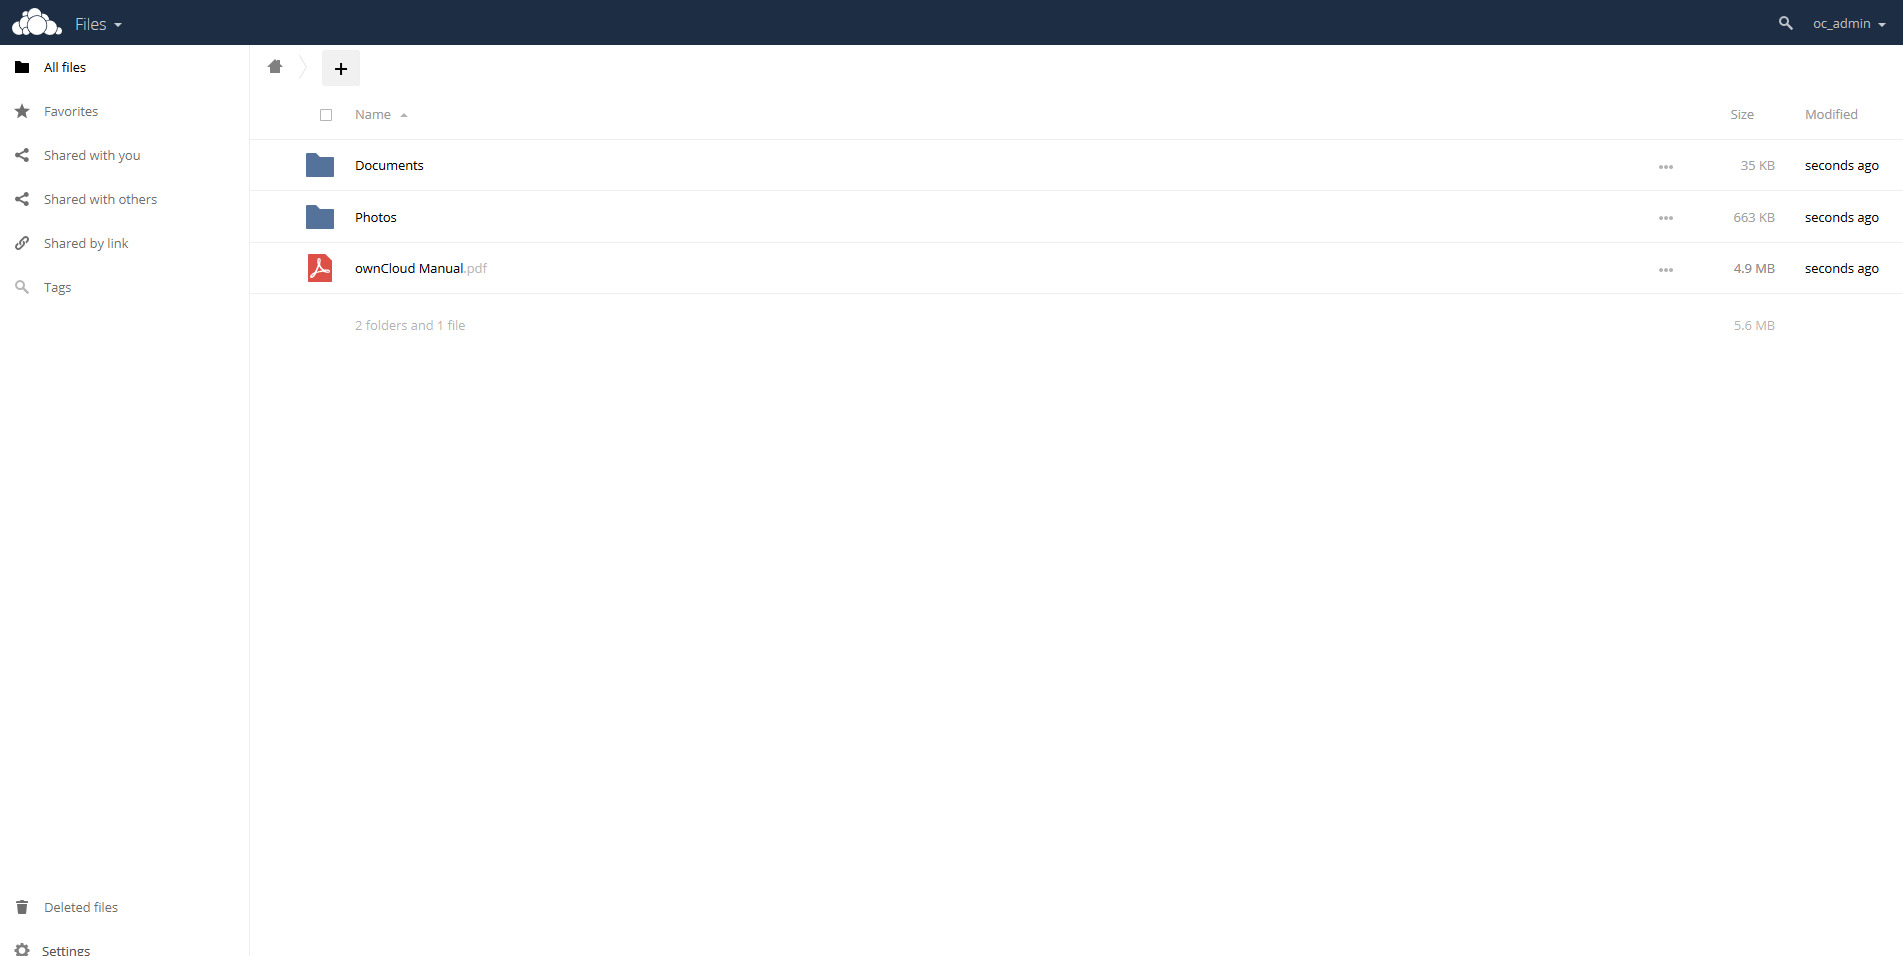 Files
oc_admin
All files
Favorites
Shared with you
Shared with others
Shared by link
Tags
Deleted files
Settings
Name Size Modified
Documents 35 KB seconds ago
Photos 663 KB seconds ago
ownCloud Manual.pdf 4.9 MB seconds ago
2 folders and 1 file 5.6 MB